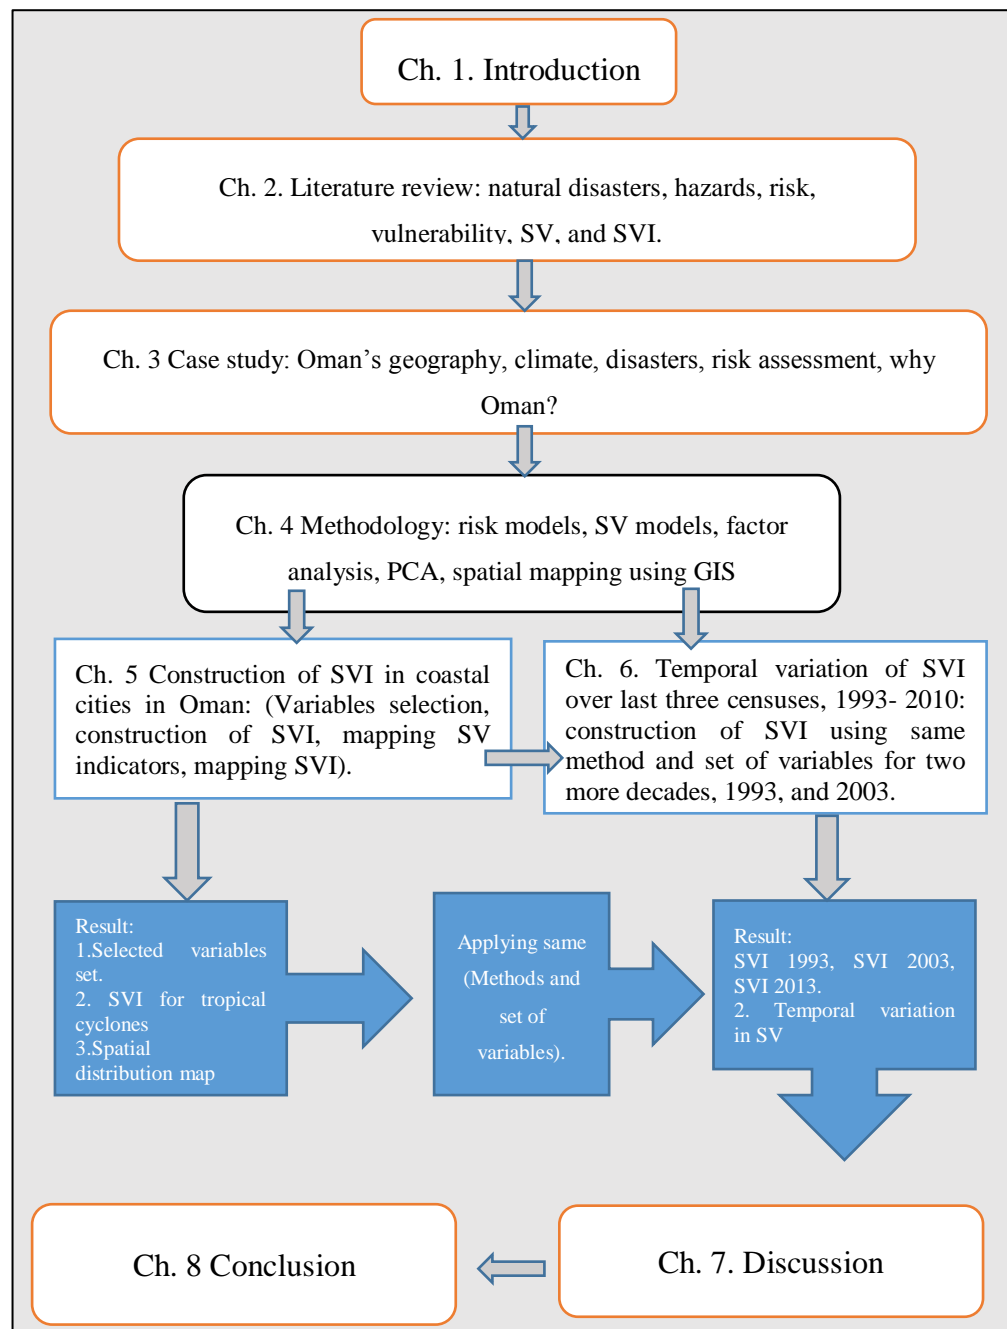 Ch. 1. Introduction
Ch. 2. Literature review: natural disasters, hazards, risk,
vulnerability, SV, and SVI.
Ch. 3 Case study: Oman’s geography, climate, disasters, risk assessment, why
Oman?
Ch. 4 Methodology: risk models, SV models, factor
analysis, PCA, spatial mapping using GIS
Ch. 5 Construction of SVI in coastal
cities in Oman: (Variables selection,
construction of SVI, mapping SV
indicators, mapping SVI).
Ch. 6. Temporal variation of SVI
over last three censuses, 1993- 2010:
construction of SVI using same
method and set of variables for two
more decades, 1993, and 2003.
Result:
1.Selected variables
set.
2. SVI for tropical
cyclones
3.Spatial
distribution map
Applying same
(Methods and
set of
variables).
Result:
SVI 1993, SVI 2003,
SVI 2013.
2. Temporal variation
in SV
Ch. 7. Discussion
Ch. 8 Conclusion